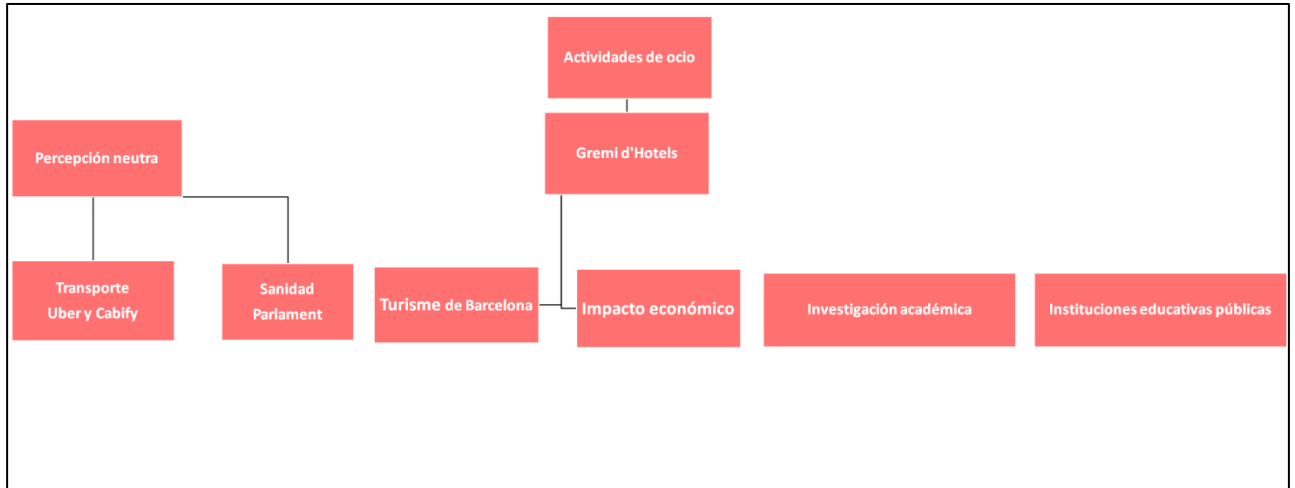 Actividades de ocio
Percepción neutra
Gremi d'Hotels
Transporte
Uber y Cabify
Sanidad
Parlament
Turisme de Barcelona
Impacto económico
Investigación académica
Instituciones educativas públicas